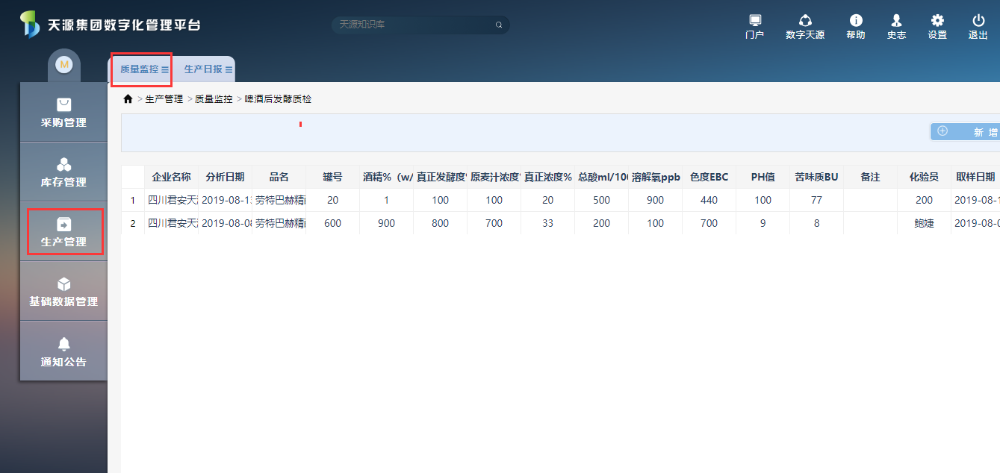 天源集团数字化管理平台
天源知识库
门户 数字天源 帮助 史志 设置 退出
M
质量监控 生产日报
采购管理
库存管理
生产管理
基础数据管理
通知公告
生产管理 > 质量监控 > 啤酒后发酵质检
新 增
企业名称 分析日期 品名 罐号 酒精%（w/ 真正发酵度 原麦汁浓度 真正浓度% 总酸ml/10 溶解氧ppb 色度EBC PH值 苦味质BU 备注 化验员 取样日期
1 四川君安天 2019-08-1 劳特巴赫精 20 1 100 100 20 500 900 440 100 77 200 2019-08-1
2 四川君安天 2019-08-0 劳特巴赫精 600 900 800 700 33 200 100 700 9 8 鲍婕 2019-08-0